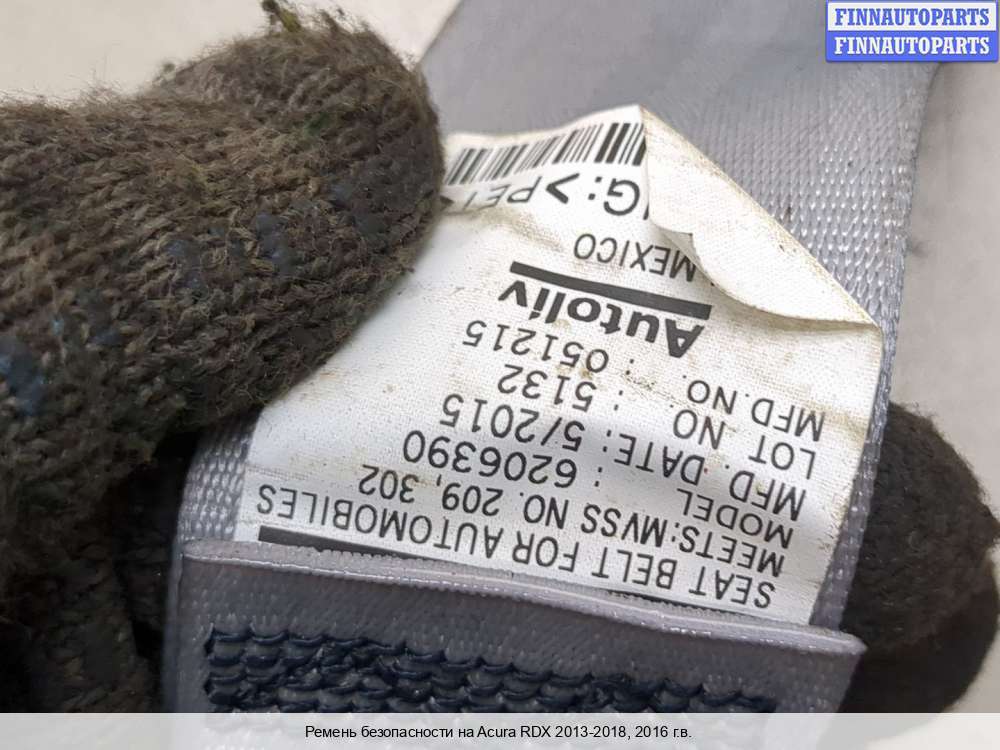 FINNAUTOPARTS
FINNAUTOPARTS
SEAT BELT FOR AUTOMOBILES
MEETS:MVSS NO. 209, 302
MODEL : 6206390
MFD. DATE: 5/2015
LOT. NO. : 5132
MFD.NO. : 051215
Autoliv
MEXICO
Ремень безопасности на Acura RDX 2013-2018, 2016 г.в.